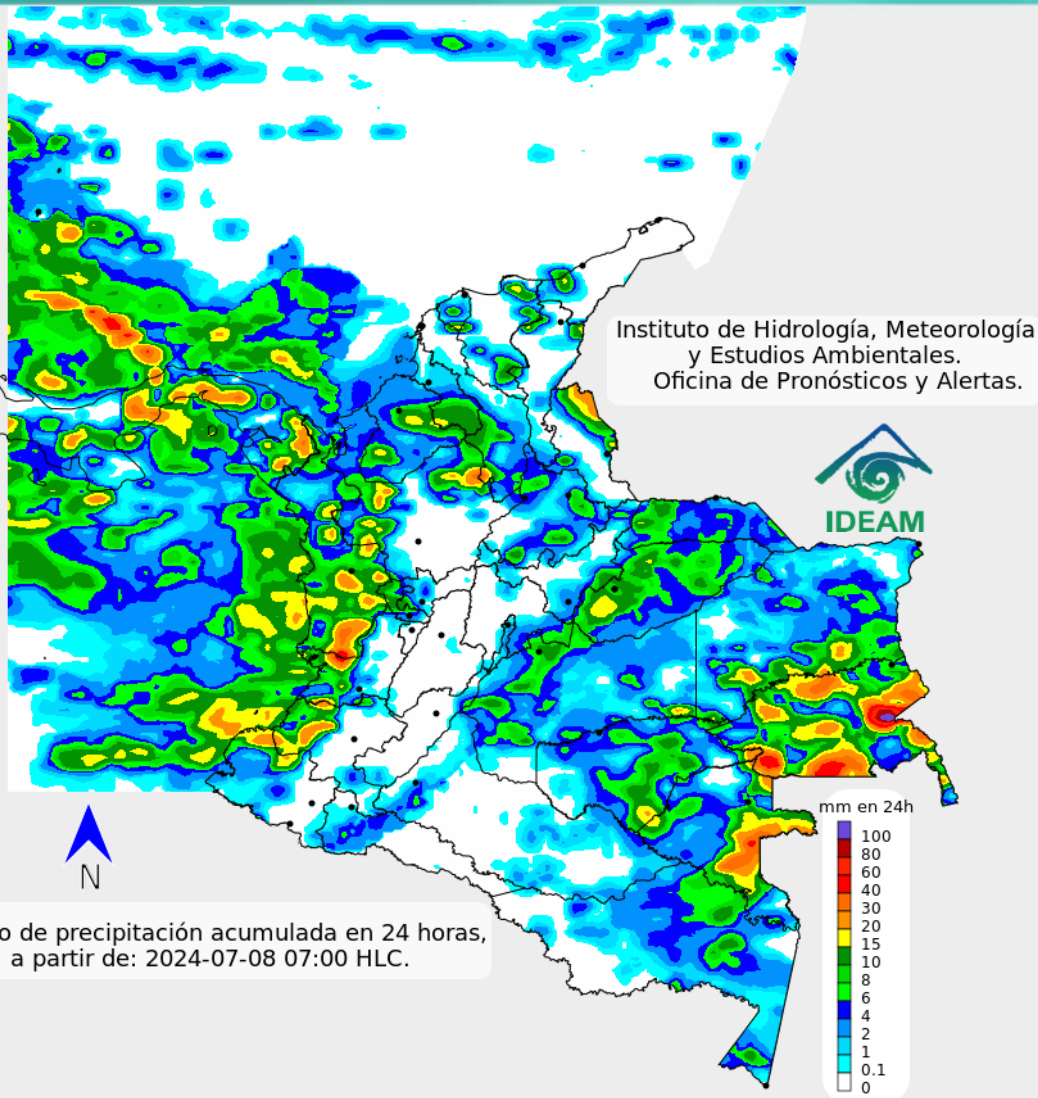 Instituto de Hidrología, Meteorología
y Estudios Ambientales.
Oficina de Pronósticos y Alertas.
IDEAM
mm en 24h
100
80
60
40
30
20
15
10
8
6
4
2
1
0.1
0
N
o de precipitación acumulada en 24 horas,
a partir de: 2024-07-08 07:00 HLC.